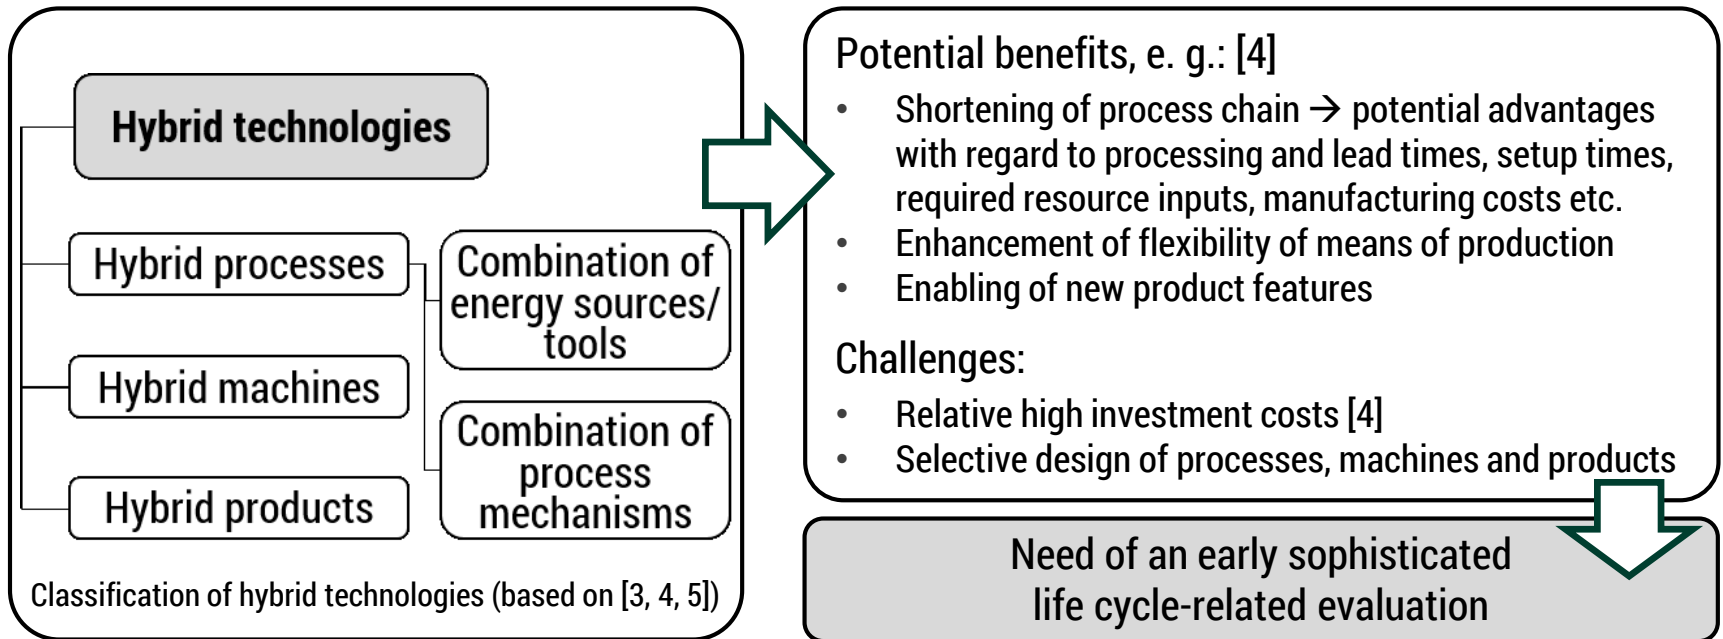 Hybrid technologies
Hybrid processes
Combination of
energy sources/
tools
Hybrid machines
Combination of
process
mechanisms
Hybrid products
Classification of hybrid technologies (based on [3, 4, 5])
Potential benefits, e. g.: [4]
• Shortening of process chain → potential advantages
with regard to processing and lead times, setup times,
required resource inputs, manufacturing costs etc.
• Enhancement of flexibility of means of production
• Enabling of new product features
Challenges:
• Relative high investment costs [4]
• Selective design of processes, machines and products
Need of an early sophisticated
life cycle-related evaluation